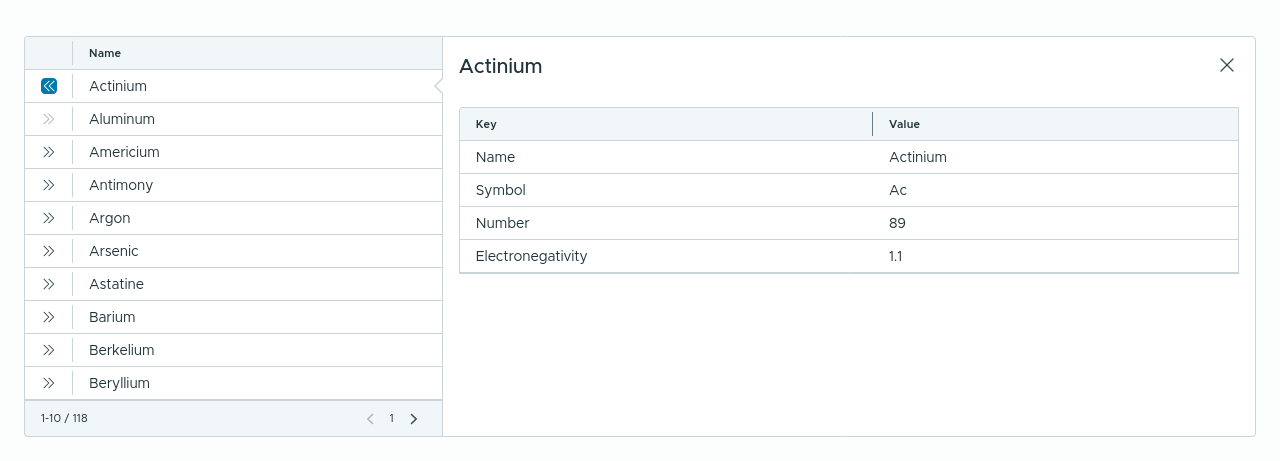 Name
Actinium
Aluminum
Americium
Antimony
Argon
Arsenic
Astatine
Barium
Berkelium
Beryllium
1-10 / 118
1
Actinium
Key Value
Name Actinium
Symbol Ac
Number 89
Electronegativity 1.1